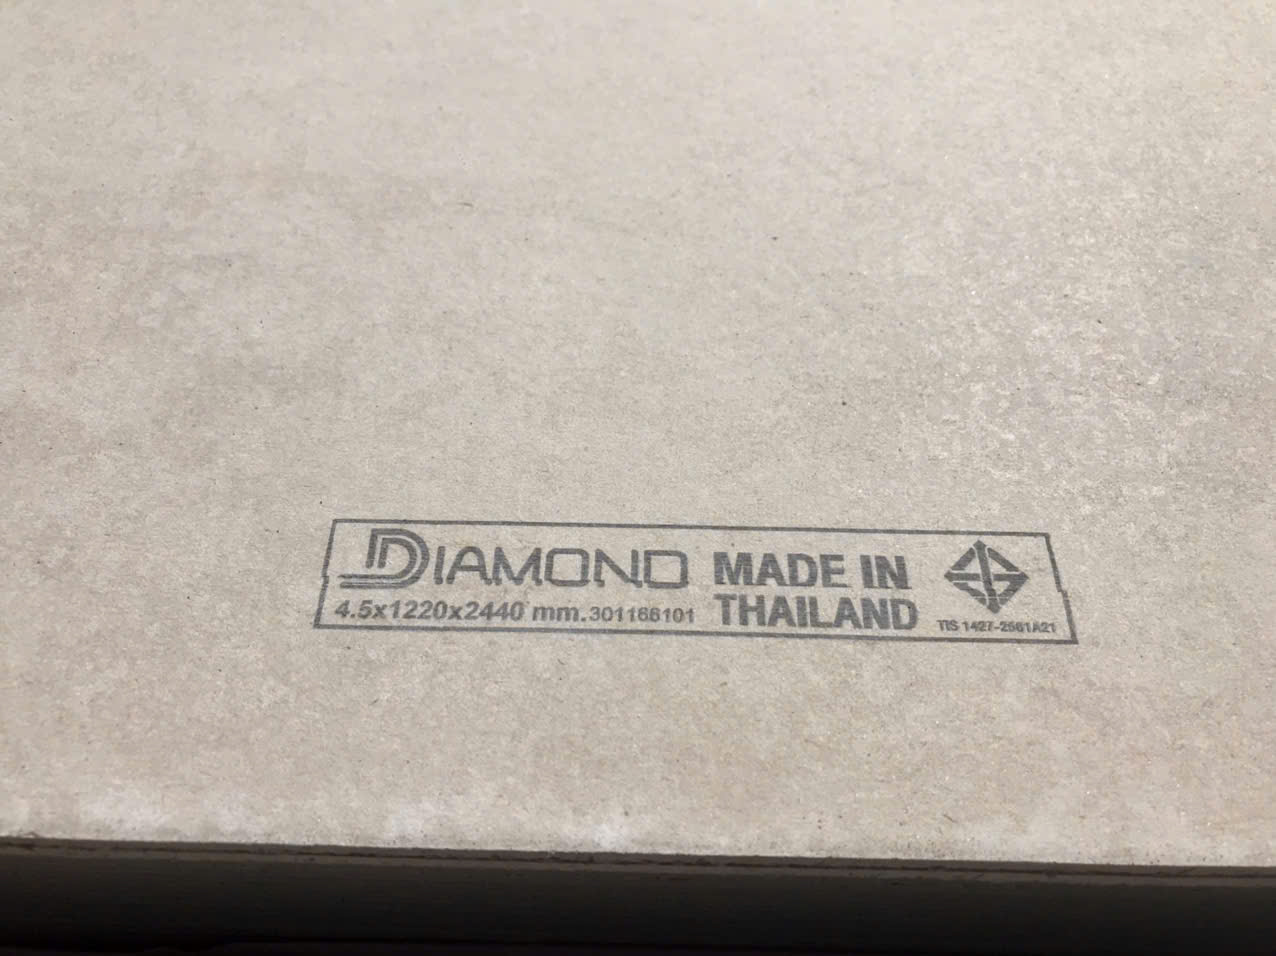 DIAMOND MADE IN
4.5x1220x2440 mm.301166101 THAILAND TIS 1427-2561A21